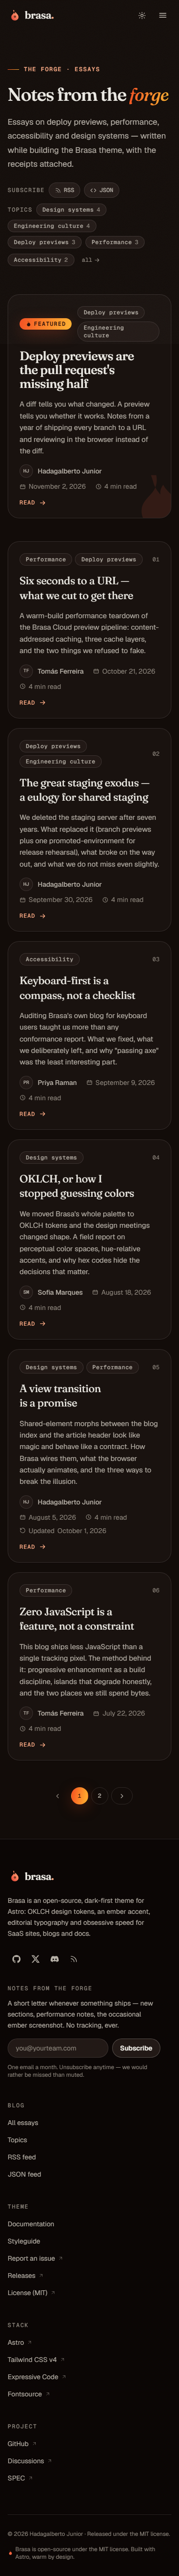 brasa.
THE FORGE · ESSAYS
Notes from the forge
Essays on deploy previews, performance,
accessibility and design systems — written
while building the Brasa theme, with the
receipts attached.
SUBSCRIBE RSS JSON
TOPICS Design systems 4
Engineering culture 4
Deploy previews 3 Performance 3
Accessibility 2 all →
FEATURED
Deploy previews
Engineering
culture
Deploy previews are
the pull request's
missing half
A diff tells you what changed. A preview
tells you whether it works. Notes from a
year of shipping every branch to a URL
and reviewing in the browser instead of
the diff.
HJ Hadagalberto Junior
November 2, 2026 4 min read
READ →
Performance Deploy previews 01
Six seconds to a URL —
what we cut to get there
A warm-build performance teardown of
the Brasa Cloud preview pipeline: content-
addressed caching, three cache layers,
and the two things we refused to fake.
TF Tomás Ferreira October 21, 2026
4 min read
READ →
Deploy previews
Engineering culture
02
The great staging exodus —
a eulogy for shared staging
We deleted the staging server after seven
years. What replaced it (branch previews
plus one promoted-environment for
release rehearsal), what broke on the way
out, and what we do not miss even slightly.
HJ Hadagalberto Junior
September 30, 2026 4 min read
READ →
Accessibility 03
Keyboard-first is a
compass, not a checklist
Auditing Brasa's own blog for keyboard
users taught us more than any
conformance report. What we fixed, what
we deliberately left, and why "passing axe"
was the least interesting part.
PR Priya Raman September 9, 2026
4 min read
READ →
Design systems 04
OKLCH, or how I
stopped guessing colors
We moved Brasa's whole palette to
OKLCH tokens and the design meetings
changed shape. A field report on
perceptual color spaces, hue-relative
accents, and why hex codes hide the
decisions that matter.
SM Sofia Marques August 18, 2026
4 min read
READ →
Design systems Performance 05
A view transition
is a promise
Shared-element morphs between the blog
index and the article header look like
magic and behave like a contract. How
Brasa wires them, what the browser
actually animates, and the three ways to
break the illusion.
HJ Hadagalberto Junior
August 5, 2026 4 min read
Updated October 1, 2026
READ →
Performance 06
Zero JavaScript is a
feature, not a constraint
This blog ships less JavaScript than a
single tracking pixel. The method behind
it: progressive enhancement as a build
discipline, islands that degrade honestly,
and the two places we still spend bytes.
TF Tomás Ferreira July 22, 2026
4 min read
READ →
‹ 1 2 ›
brasa.
Brasa is an open-source, dark-first theme for
Astro: OKLCH design tokens, an ember accent,
editorial typography and obsessive speed for
SaaS sites, blogs and docs.
NOTES FROM THE FORGE
A short letter whenever something ships — new
sections, performance notes, the occasional
ember sweatshirt. No tracking, ever.
you@yourteam.com Subscribe
One email a month. Unsubscribe anytime — we would
rather be missed than muted.
BLOG
All essays
Topics
RSS feed
JSON feed
THEME
Documentation
Styleguide
Report an issue ↗
Releases ↗
License (MIT) ↗
STACK
Astro ↗
Tailwind CSS v4 ↗
Expressive Code ↗
Fontsource ↗
PROJECT
GitHub ↗
Discussions ↗
SPEC ↗
© 2026 Hadagalberto Junior · Released under the MIT license.
Brasa is open-source under the MIT license. Built with
Astro, warm by design.